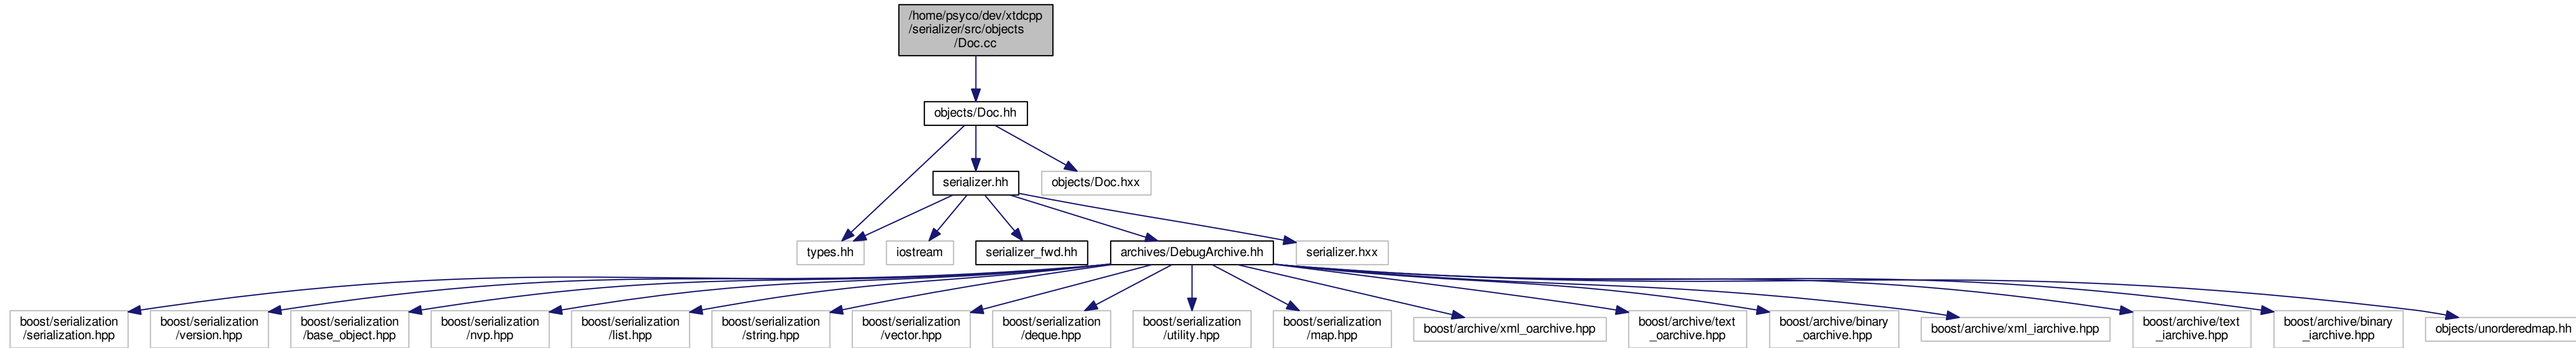 /home/psyco/dev/xtdcpp
/serializer/src/objects
/Doc.cc
objects/Doc.hh
serializer.hh
objects/Doc.hxx
types.hh
iostream
serializer_fwd.hh
archives/DebugArchive.hh
serializer.hxx
boost/serialization
/serialization.hpp
boost/serialization
/version.hpp
boost/serialization
/base_object.hpp
boost/serialization
/nvp.hpp
boost/serialization
/list.hpp
boost/serialization
/string.hpp
boost/serialization
/vector.hpp
boost/serialization
/deque.hpp
boost/serialization
/utility.hpp
boost/serialization
/map.hpp
boost/archive/xml_oarchive.hpp
boost/archive/text
_oarchive.hpp
boost/archive/binary
_oarchive.hpp
boost/archive/xml_iarchive.hpp
boost/archive/text
_iarchive.hpp
boost/archive/binary
_iarchive.hpp
objects/unorderedmap.hh